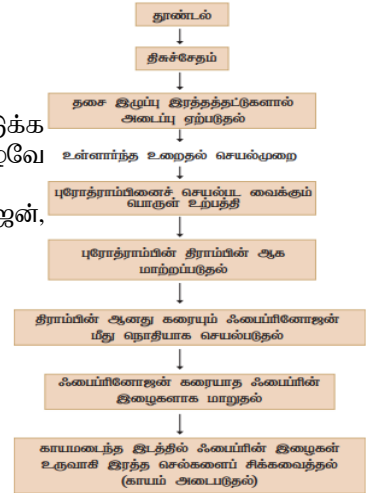 தூண்டல்
திசுச்சேதம்
தசை இழுப்பு இரத்தத்தட்டுகளால்
அடைப்பு ஏற்படுதல்
உள்ளார்ந்த உறைதல் செயல்முறை
புரோத்ராம்பினைச் செயல்பட வைக்கும்
பொருள் உற்பத்தி
ஜன்,
புரோத்ராம்பின் திராம்பின் ஆக
மாற்றப்படுதல்
திராம்பின் ஆனது கரையும் ஃபைப்ரினோஜன்
மீது நொதியாக செயல்படுதல்
ஃபைப்ரினோஜன் கரையாத ஃபைப்ரின்
இழைகளாக மாறுதல்
காயமடைந்த இடத்தில் ஃபைப்ரின் இழைகள்
உருவாகி இரத்த செல்களைப் சிக்கவைத்தல்
(காயம் அடைபடுதல்)